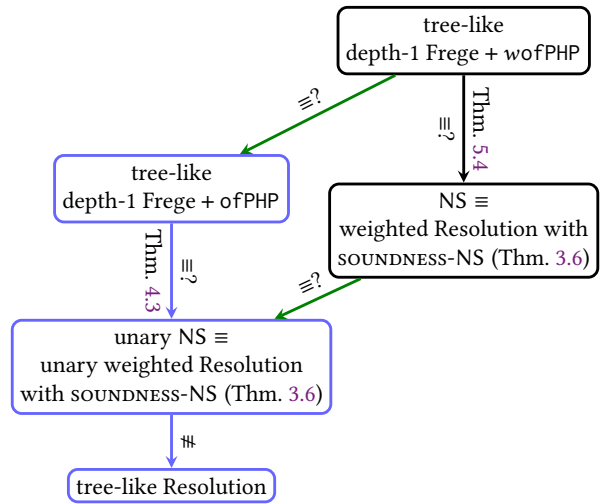 tree-like
depth-1 Frege + wofPHP
≡?
Thm. 5.4
≡?
tree-like
depth-1 Frege + ofPHP
NS ≡
weighted Resolution with
SOUNDNESS-NS (Thm. 3.6)
Thm. 4.3
≡?
≡?
unary NS ≡
unary weighted Resolution
with SOUNDNESS-NS (Thm. 3.6)
≢
tree-like Resolution